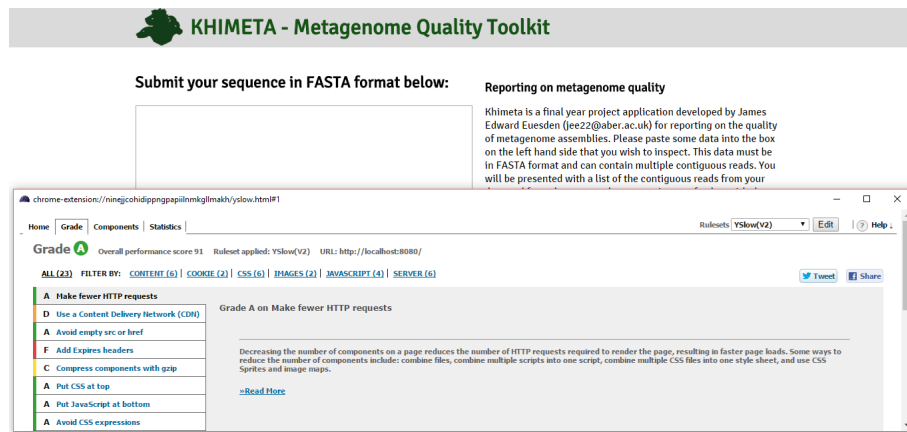 KHIMETA - Metagenome Quality Toolkit
Submit your sequence in FASTA format below:
Reporting on metagenome quality
Khimeta is a final year project application developed by James
Edward Euesden (jee22@aber.ac.uk) for reporting on the quality
of metagenome assemblies. Please paste some data into the box
on the left hand side that you wish to inspect. This data must be
in FASTA format and can contain multiple contiguous reads. You
will be presented with a list of the contiguous reads from your
chrome-extension://ninejjcohidippngpapiilnmkgllmakh/yslow.html#1
Home Grade Components Statistics
Rulesets YSlow(V2) Edit ? Help ↓
Grade A Overall performance score 91 Ruleset applied: YSlow(V2) URL: http://localhost:8080/
ALL (23) FILTER BY: CONTENT (6) | COOKIE (2) | CSS (6) | IMAGES (2) | JAVASCRIPT (4) | SERVER (6)
Tweet Share
A Make fewer HTTP requests
D Use a Content Delivery Network (CDN)
A Avoid empty src or href
F Add Expires headers
C Compress components with gzip
A Put CSS at top
A Put JavaScript at bottom
A Avoid CSS expressions
Grade A on Make fewer HTTP requests
Decreasing the number of components on a page reduces the number of HTTP requests required to render the page, resulting in faster page loads. Some ways to
reduce the number of components include: combine files, combine multiple scripts into one script, combine multiple CSS files into one style sheet, and use CSS
Sprites and image maps.
»Read More